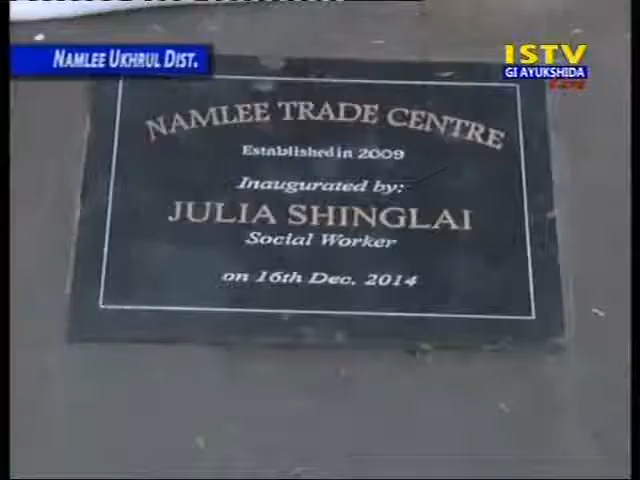 NAMLEE UKHRUL DIST.
ISTV
GI AYUKSHIDA
NAMLEE TRADE CENTRE
Established in 2009
Inaugurated by:
JULIA SHINGLAI
Social Worker
on 16th Dec. 2014